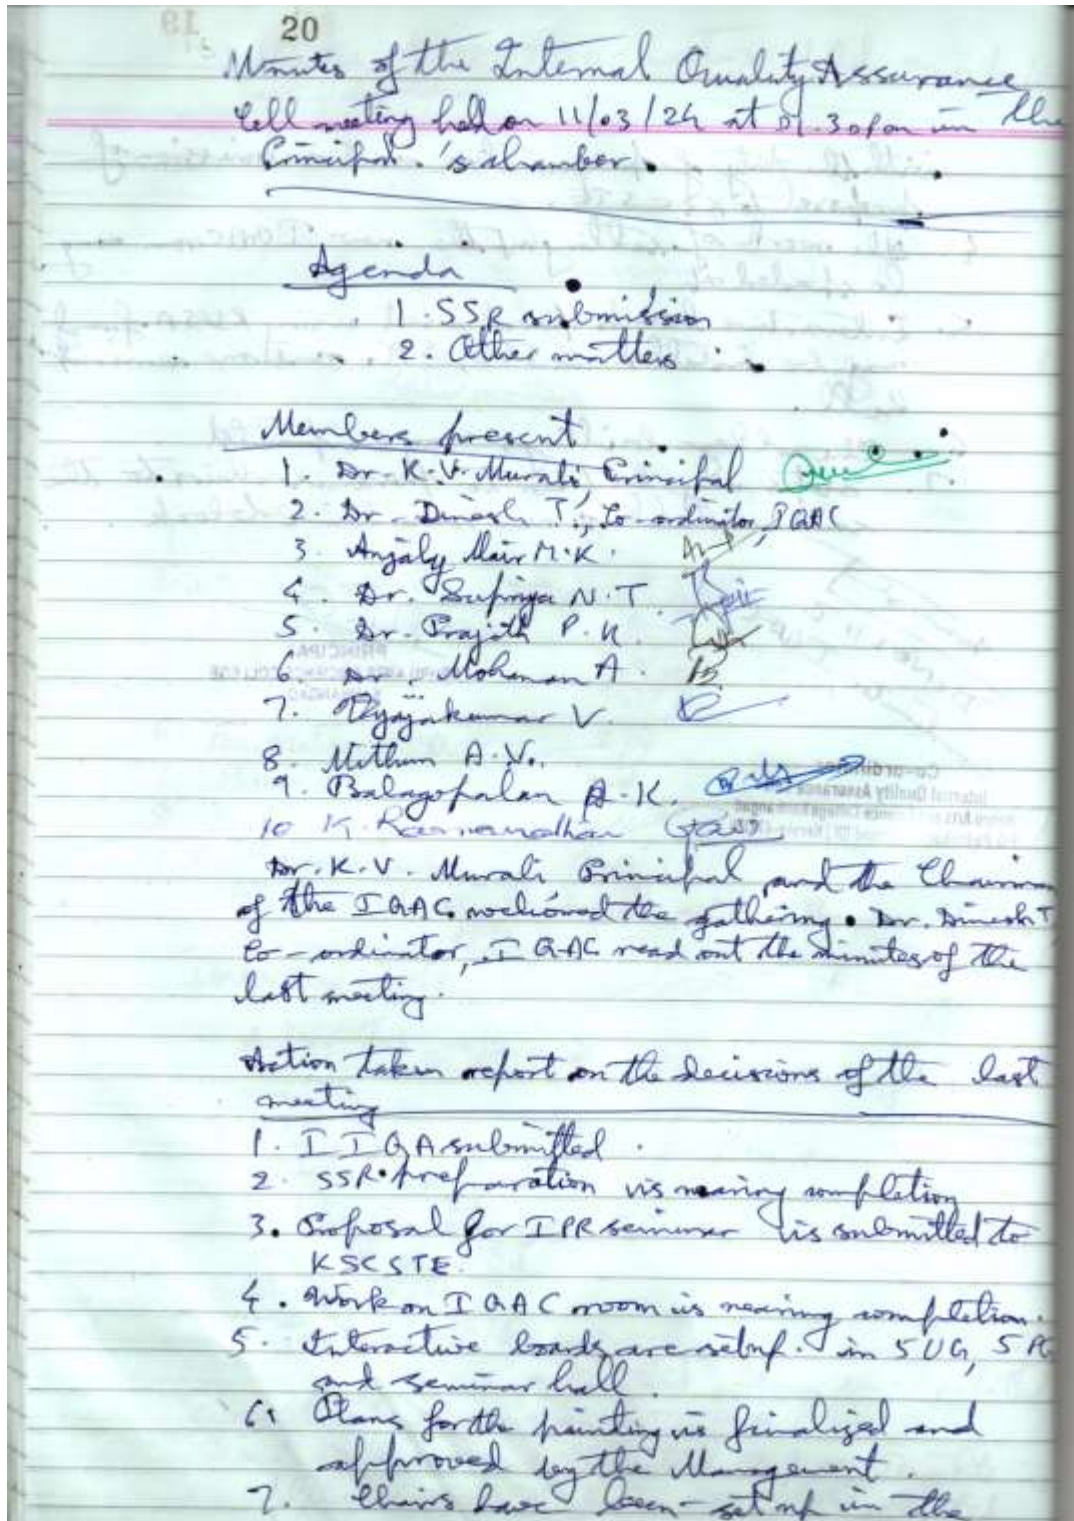 20
Minutes of the Internal Quality Assurance
Cell meeting held on 11/03/24 at 01.30pm in the
Principal's chamber.
Agenda
1. SSR submission
2. Other matters
Members present
1. Dr. K.V. Murali, Principal
2. Dr. Dinesh T., Co-ordinator, IQAC
3. Anjaly Nair M.K.
4. Dr. Supriya N.T.
5. Dr. Prajith P.K.
6. Dr. Mohanan A.
7. V.
8. Mithun A.V.
9. Balagopalan A.K.
10 K. Ramanadhan
Dr. K.V. Murali Principal and the Chairman
of the IQAC welcomed the gathering. Dr. Dinesh T,
Co-ordinator, IQAC read out the minutes of the
last meeting.
Action taken report on the decisions of the last
meeting
1. IIQA submitted.
2. SSR preparation is nearing completion
3. Proposal for IPR seminar is submitted to
KSCSTE.
4. Work on IQAC room is nearing completion.
5. Interactive boards are setup in 5 UG, 5 PG
and seminar hall.
6. Plans for the painting is finalized and
approved by the Management.
7. Chairs have been set up in the